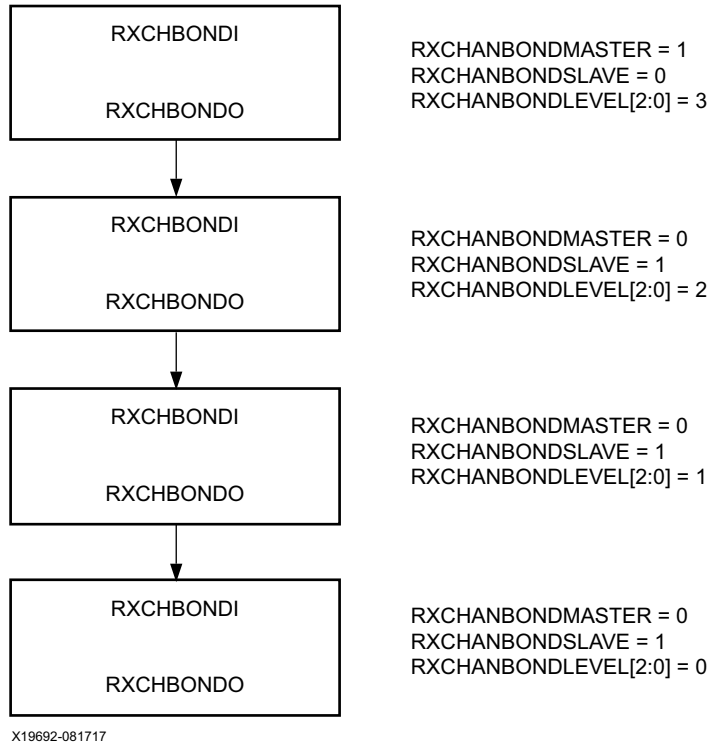 RXCHBONDI
RXCHANBONDMASTER = 1
RXCHANBONDSLAVE = 0
RXCHANBONDLEVEL[2:0] = 3
RXCHBONDO
RXCHBONDI
RXCHANBONDMASTER = 0
RXCHANBONDSLAVE = 1
RXCHANBONDLEVEL[2:0] = 2
RXCHBONDO
RXCHBONDI
RXCHANBONDMASTER = 0
RXCHANBONDSLAVE = 1
RXCHANBONDLEVEL[2:0] = 1
RXCHBONDO
RXCHBONDI
RXCHANBONDMASTER = 0
RXCHANBONDSLAVE = 1
RXCHANBONDLEVEL[2:0] = 0
RXCHBONDO
X19692-081717